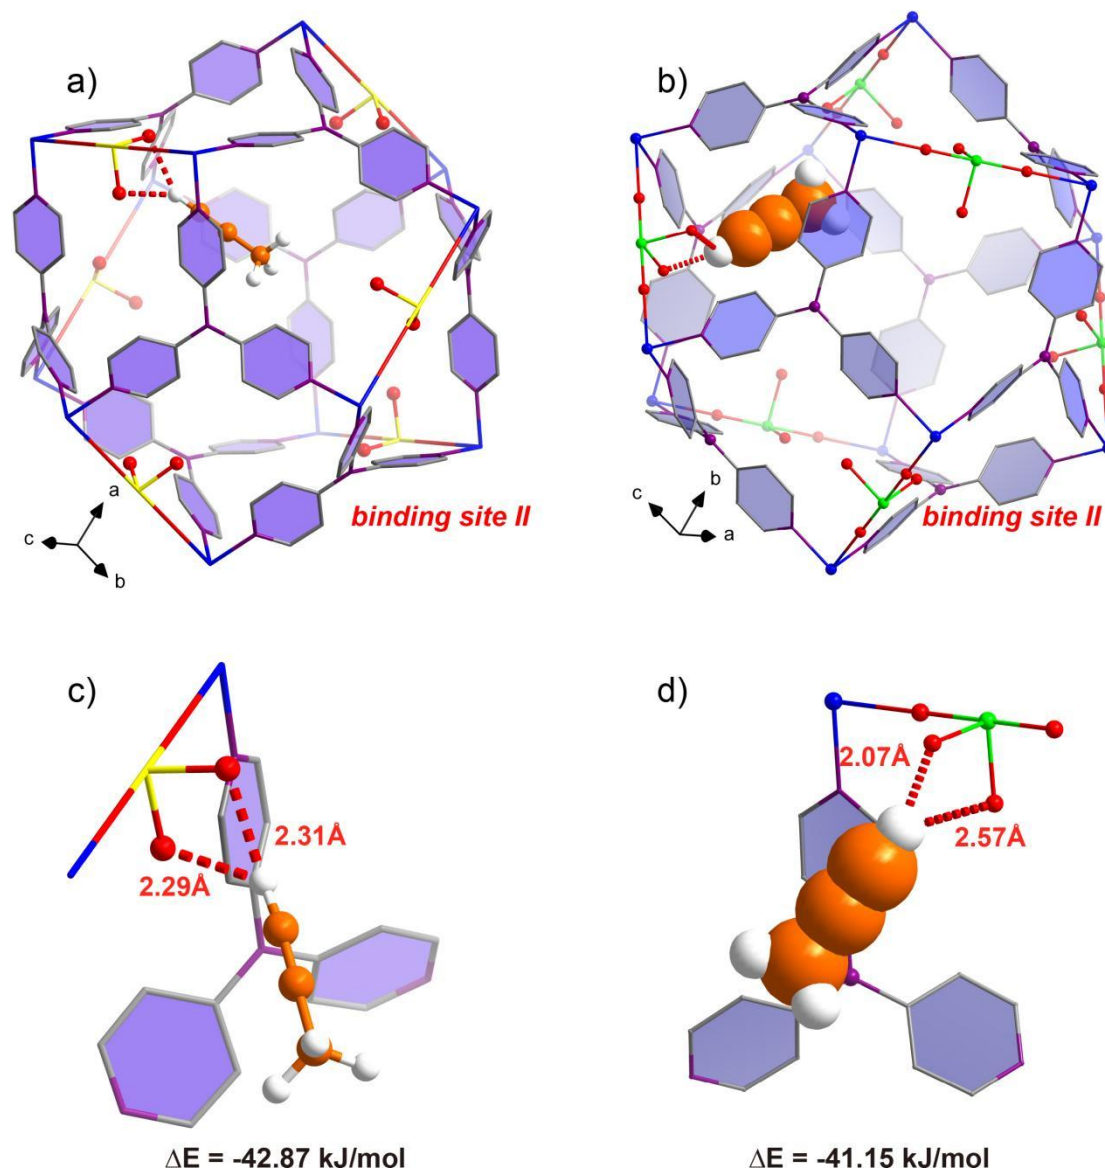 a)
b)
a
c
b
binding site II
c
b
a
binding site II
c)
d)
2.31Å
2.29Å
2.07Å
2.57Å
ΔE = -42.87 kJ/mol
ΔE = -41.15 kJ/mol